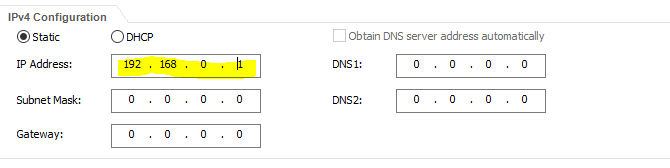 IPv4 Configuration
Static DHCP Obtain DNS server address automatically
IP Address: 192 . 168 . 0 . 1 DNS1: 0 . 0 . 0 . 0
Subnet Mask: 0 . 0 . 0 . 0 DNS2: 0 . 0 . 0 . 0
Gateway: 0 . 0 . 0 . 0